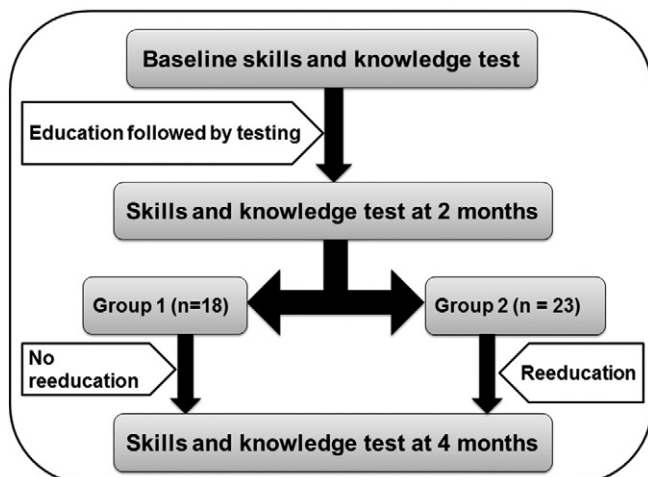 Baseline skills and knowledge test
Education followed by testing
Skills and knowledge test at 2 months
Group 1 (n=18)
Group 2 (n = 23)
No
reeducation
Reeducation
Skills and knowledge test at 4 months